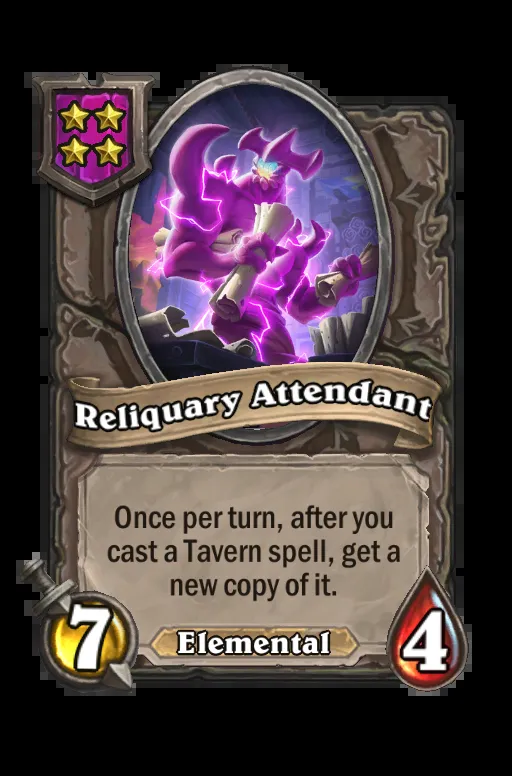 Reliquary Attendant
Once per turn, after you
cast a Tavern spell, get a
new copy of it.
7
Elemental
4